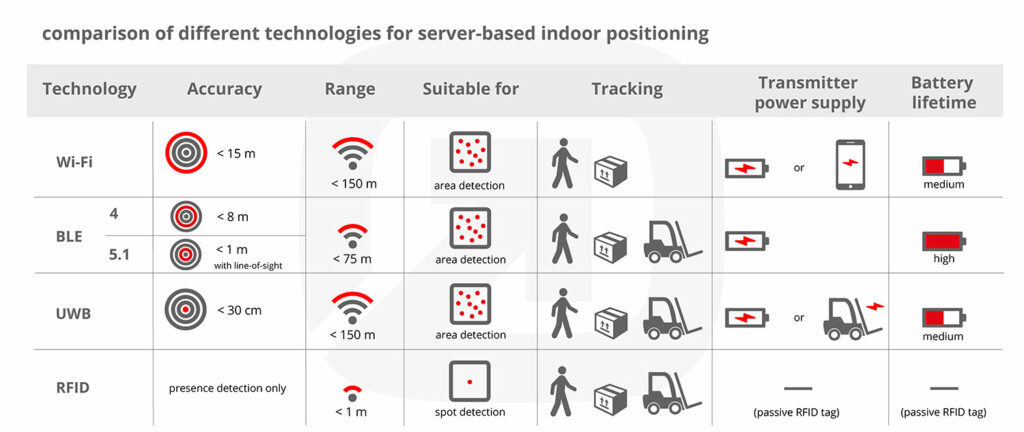 comparison of different technologies for server-based indoor positioning
Technology Accuracy Range Suitable for Tracking Transmitter power supply Battery lifetime
Wi-Fi < 15 m < 150 m area detection or medium
BLE
4 < 8 m
5.1 < 1 m
with line-of-sight
< 75 m area detection high
UWB < 30 cm < 150 m area detection or medium
RFID presence detection only < 1 m spot detection (passive RFID tag) (passive RFID tag)